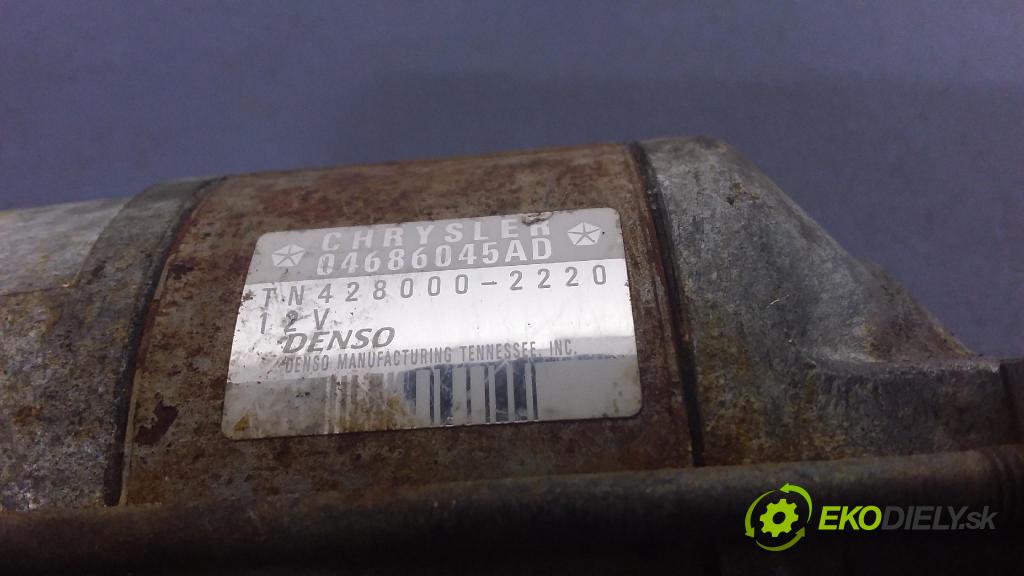 CHRYSLER
04686045AD
TN428000-2220
12V
DENSO
DENSO MANUFACTURING TENNESSEE, INC.
EKODIELY.sk